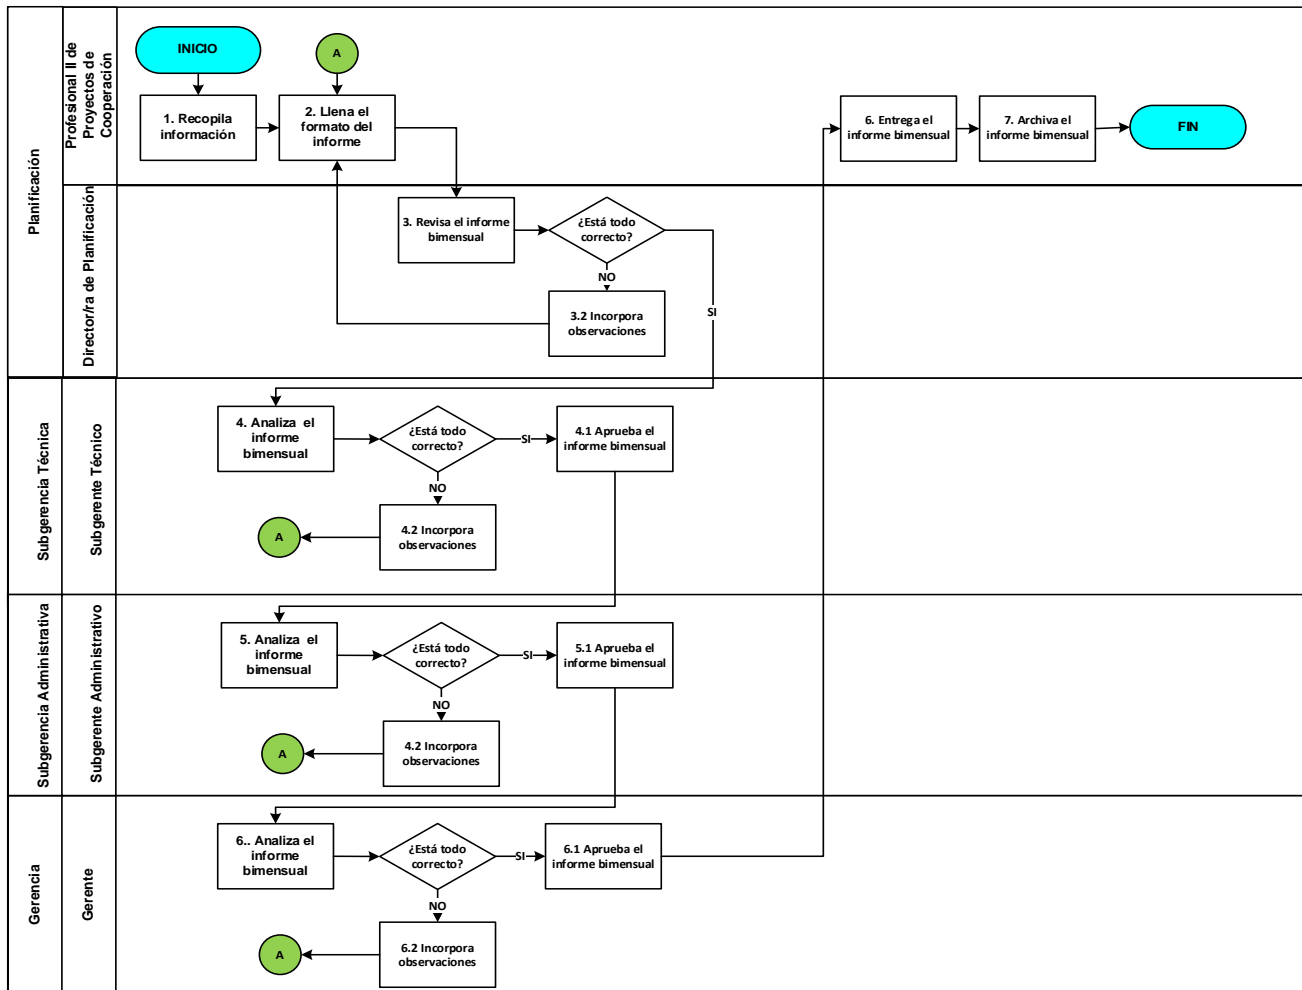 Planificación
Profesional II de
Proyectos de
Cooperación
INICIO
A
1. Recopila
información
2. Llena el
formato del
informe
6. Entrega el
informe bimensual
7. Archiva el
informe bimensual
FIN
Director/ra de Planificación
3. Revisa el informe
bimensual
¿Está todo
correcto?
NO
SI
3.2 Incorpora
observaciones
Subgerencia Técnica
Subgerente Técnico
4. Analiza el
informe
bimensual
¿Está todo
correcto?
SI
4.1 Aprueba el
informe bimensual
NO
4.2 Incorpora
observaciones
A
Subgerencia Administrativa
Subgerente Administrativo
5. Analiza el
informe
bimensual
¿Está todo
correcto?
SI
5.1 Aprueba el
informe bimensual
NO
4.2 Incorpora
observaciones
A
Gerencia
Gerente
6.. Analiza el
informe
bimensual
¿Está todo
correcto?
SI
6.1 Aprueba el
informe bimensual
NO
6.2 Incorpora
observaciones
A